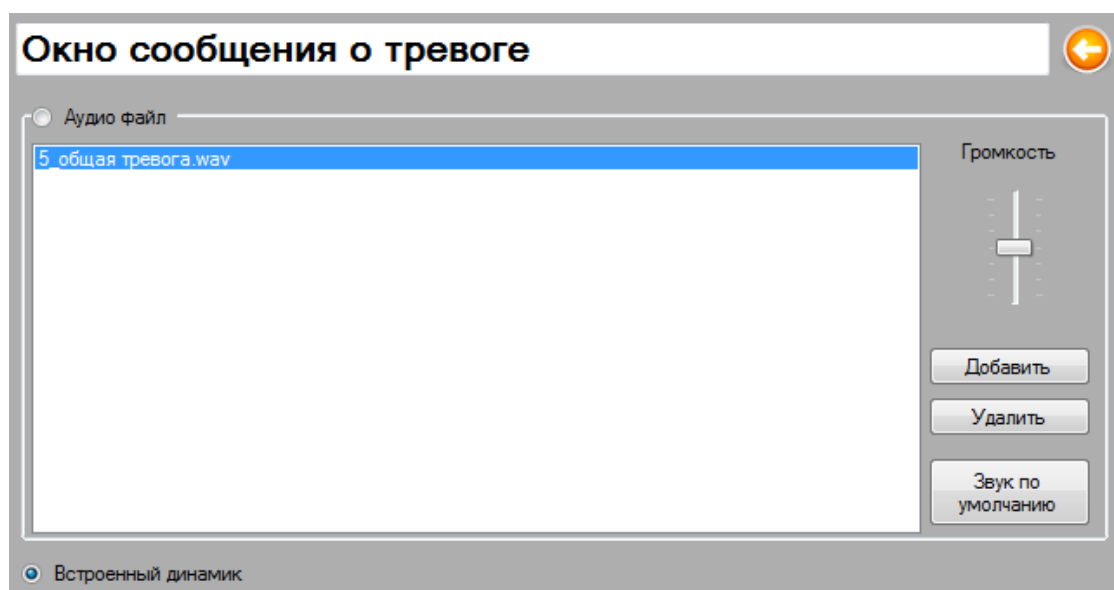 Окно сообщения о тревоге
Аудио файл
5_общая тревога.wav
Громкость
Добавить
Удалить
Звук по
умолчанию
Встроенный динамик